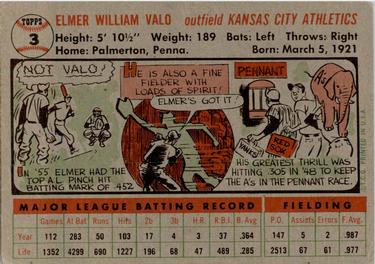 TOPPS
3
ELMER WILLIAM VALO outfield KANSAS CITY ATHLETICS
Height: 5' 10½" Weight: 189 Bats: Left Throws: Right
Home: Palmerton, Penna. Born: March 5, 1921
NOT VALO!
HE IS ALSO A FINE
FIELDER WITH
LOADS OF SPIRIT!
ELMER'S GOT IT!
PENNANT
RED
SOX
IN '55 ELMER HAD THE
TOP A.L. PINCH HIT
BATTING MARK OF .452
HIS GREATEST THRILL WAS
HITTING .305 IN '48 TO KEEP
THE A'S IN THE PENNANT RACE.
MAJOR LEAGUE BATTING RECORD FIELDING
Games At Bat Runs Hits 2b 3b H.R. R.B.I. B.Avg. P.O. Assists Errors F.Avg.
Year 112 283 50 103 17 2 3 37 .364 147 5 2 .987
Life 1352 4299 690 1227 196 68 47 489 .285 2513 67 61 .977